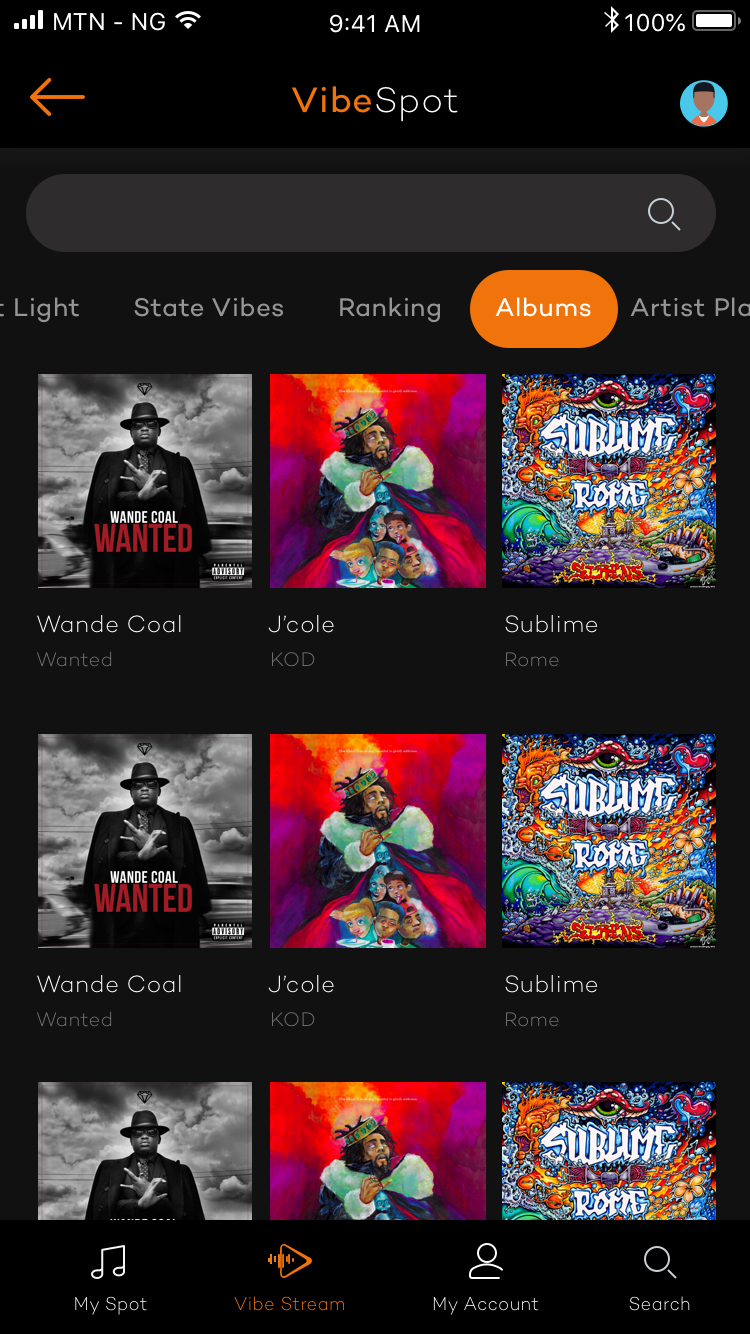 MTN - NG 9:41 AM 100%
VibeSpot
t Light State Vibes Ranking Albums Artist Pla
WANDE COAL
WANTED
PARENTAL
ADVISORY
EXPLICIT CONTENT
SUBLIME
ROME
SIRENS
Wande Coal J'cole Sublime
Wanted KOD Rome
WANDE COAL
WANTED
PARENTAL
ADVISORY
EXPLICIT CONTENT
SUBLIME
ROME
SIRENS
Wande Coal J'cole Sublime
Wanted KOD Rome
SUBLIME
ROME
My Spot Vibe Stream My Account Search